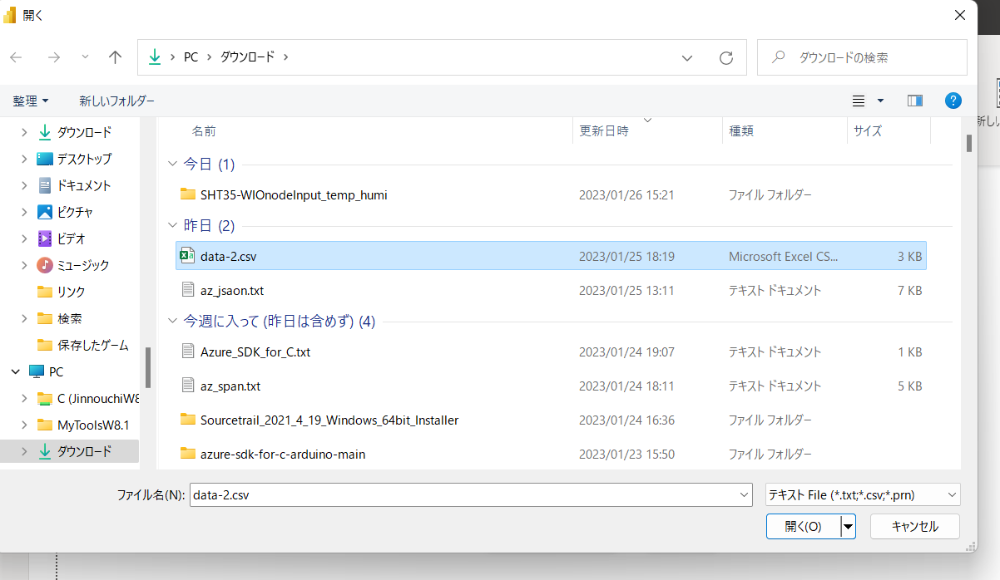 開く
PC ダウンロード
ダウンロードの検索
整理 新しいフォルダー
?
新しい
名前 更新日時 種類 サイズ
ダウンロード
デスクトップ
ドキュメント
ピクチャ
ビデオ
ミュージック
リンク
検索
保存したゲーム
PC
C (JinnouchiW8
MyToolsW8.1
ダウンロード
今日 (1)
SHT35-WIOnodeInput_temp_humi 2023/01/26 15:21 ファイル フォルダー
昨日 (2)
data-2.csv 2023/01/25 18:19 Microsoft Excel CS... 3 KB
az_jsaon.txt 2023/01/25 13:11 テキスト ドキュメント 7 KB
今週に入って (昨日は含めず) (4)
Azure_SDK_for_C.txt 2023/01/24 19:07 テキスト ドキュメント 1 KB
az_span.txt 2023/01/24 18:11 テキスト ドキュメント 5 KB
Sourcetrail_2021_4_19_Windows_64bit_Installer 2023/01/24 16:36 ファイル フォルダー
azure-sdk-for-c-arduino-main 2023/01/23 15:50 ファイル フォルダー
ファイル名(N): data-2.csv テキスト File (*.txt;*.csv;*.prn)
開く(O) キャンセル